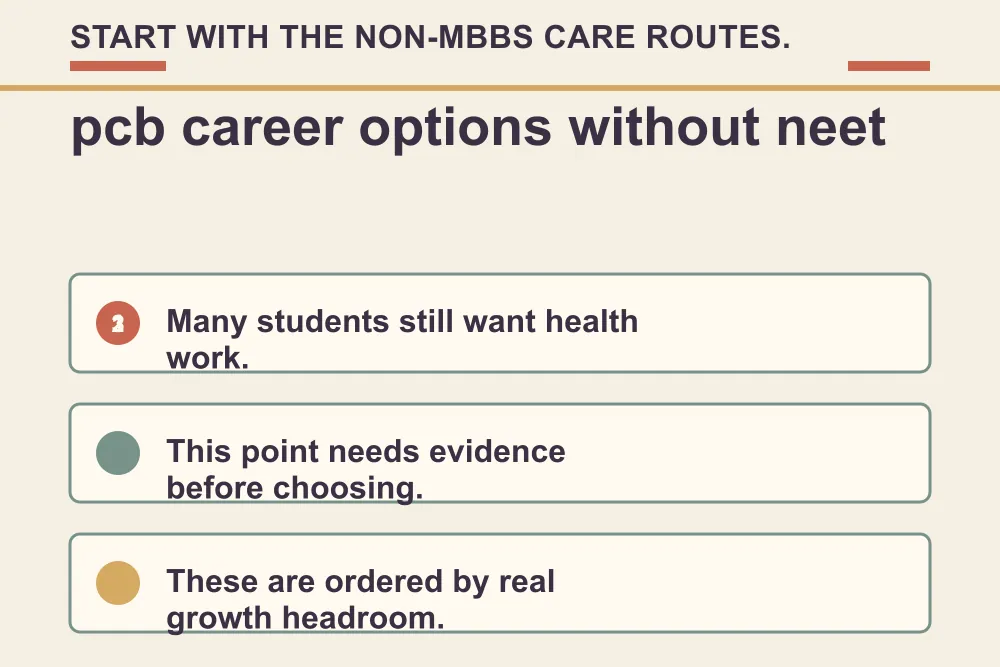 START WITH THE NON-MBBS CARE ROUTES.
pcb career options without neet
Many students still want health
work.
This point needs evidence
before choosing.
These are ordered by real
growth headroom.